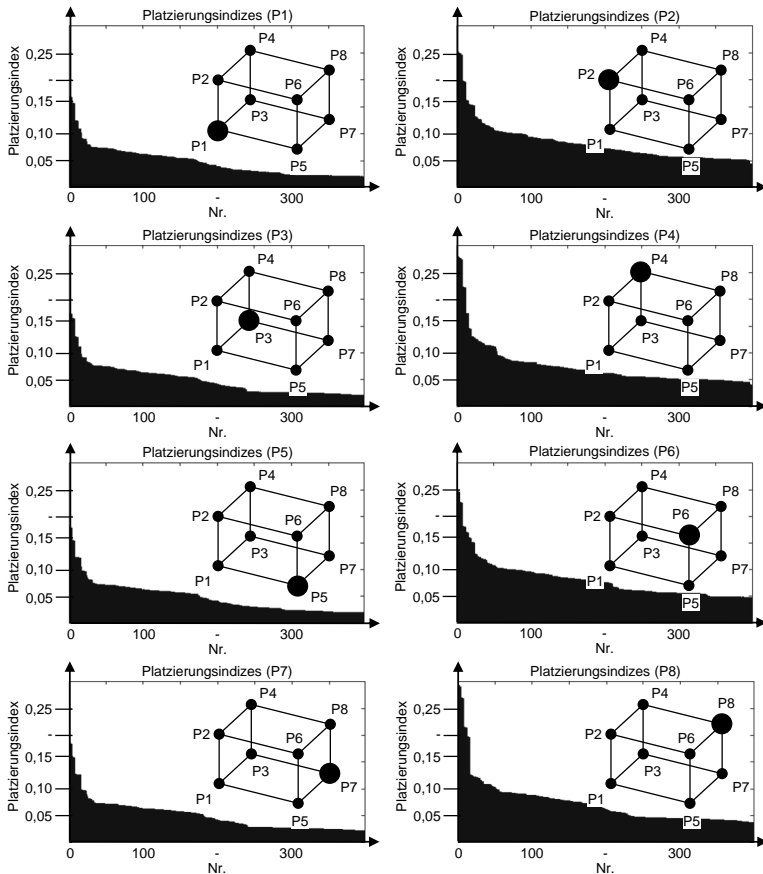 Platzierungsindizes (P1)
Platzierungsindex
0,25
-
0,15
0,10
0,05
P4
P8
P2
P6
P3
P7
P1
P5
0 100 - 300
Nr.
Platzierungsindizes (P2)
Platzierungsindex
0,25
-
0,15
0,10
0,05
P4
P8
P2
P6
P3
P7
P1
P5
0 100 - 300
Nr.
Platzierungsindizes (P3)
Platzierungsindex
0,25
-
0,15
0,10
0,05
P4
P8
P2
P6
P3
P7
P1
P5
0 100 - 300
Nr.
Platzierungsindizes (P4)
Platzierungsindex
0,25
-
0,15
0,10
0,05
P4
P8
P2
P6
P3
P7
P1
P5
0 100 - 300
Nr.
Platzierungsindizes (P5)
Platzierungsindex
0,25
-
0,15
0,10
0,05
P4
P8
P2
P6
P3
P7
P1
P5
0 100 - 300
Nr.
Platzierungsindizes (P6)
Platzierungsindex
0,25
-
0,15
0,10
0,05
P4
P8
P2
P6
P3
P7
P1
P5
0 100 - 300
Nr.
Platzierungsindizes (P7)
Platzierungsindex
0,25
-
0,15
0,10
0,05
P4
P8
P2
P6
P3
P7
P1
P5
0 100 - 300
Nr.
Platzierungsindizes (P8)
Platzierungsindex
0,25
-
0,15
0,10
0,05
P4
P8
P2
P6
P3
P7
P1
P5
0 100 - 300
Nr.